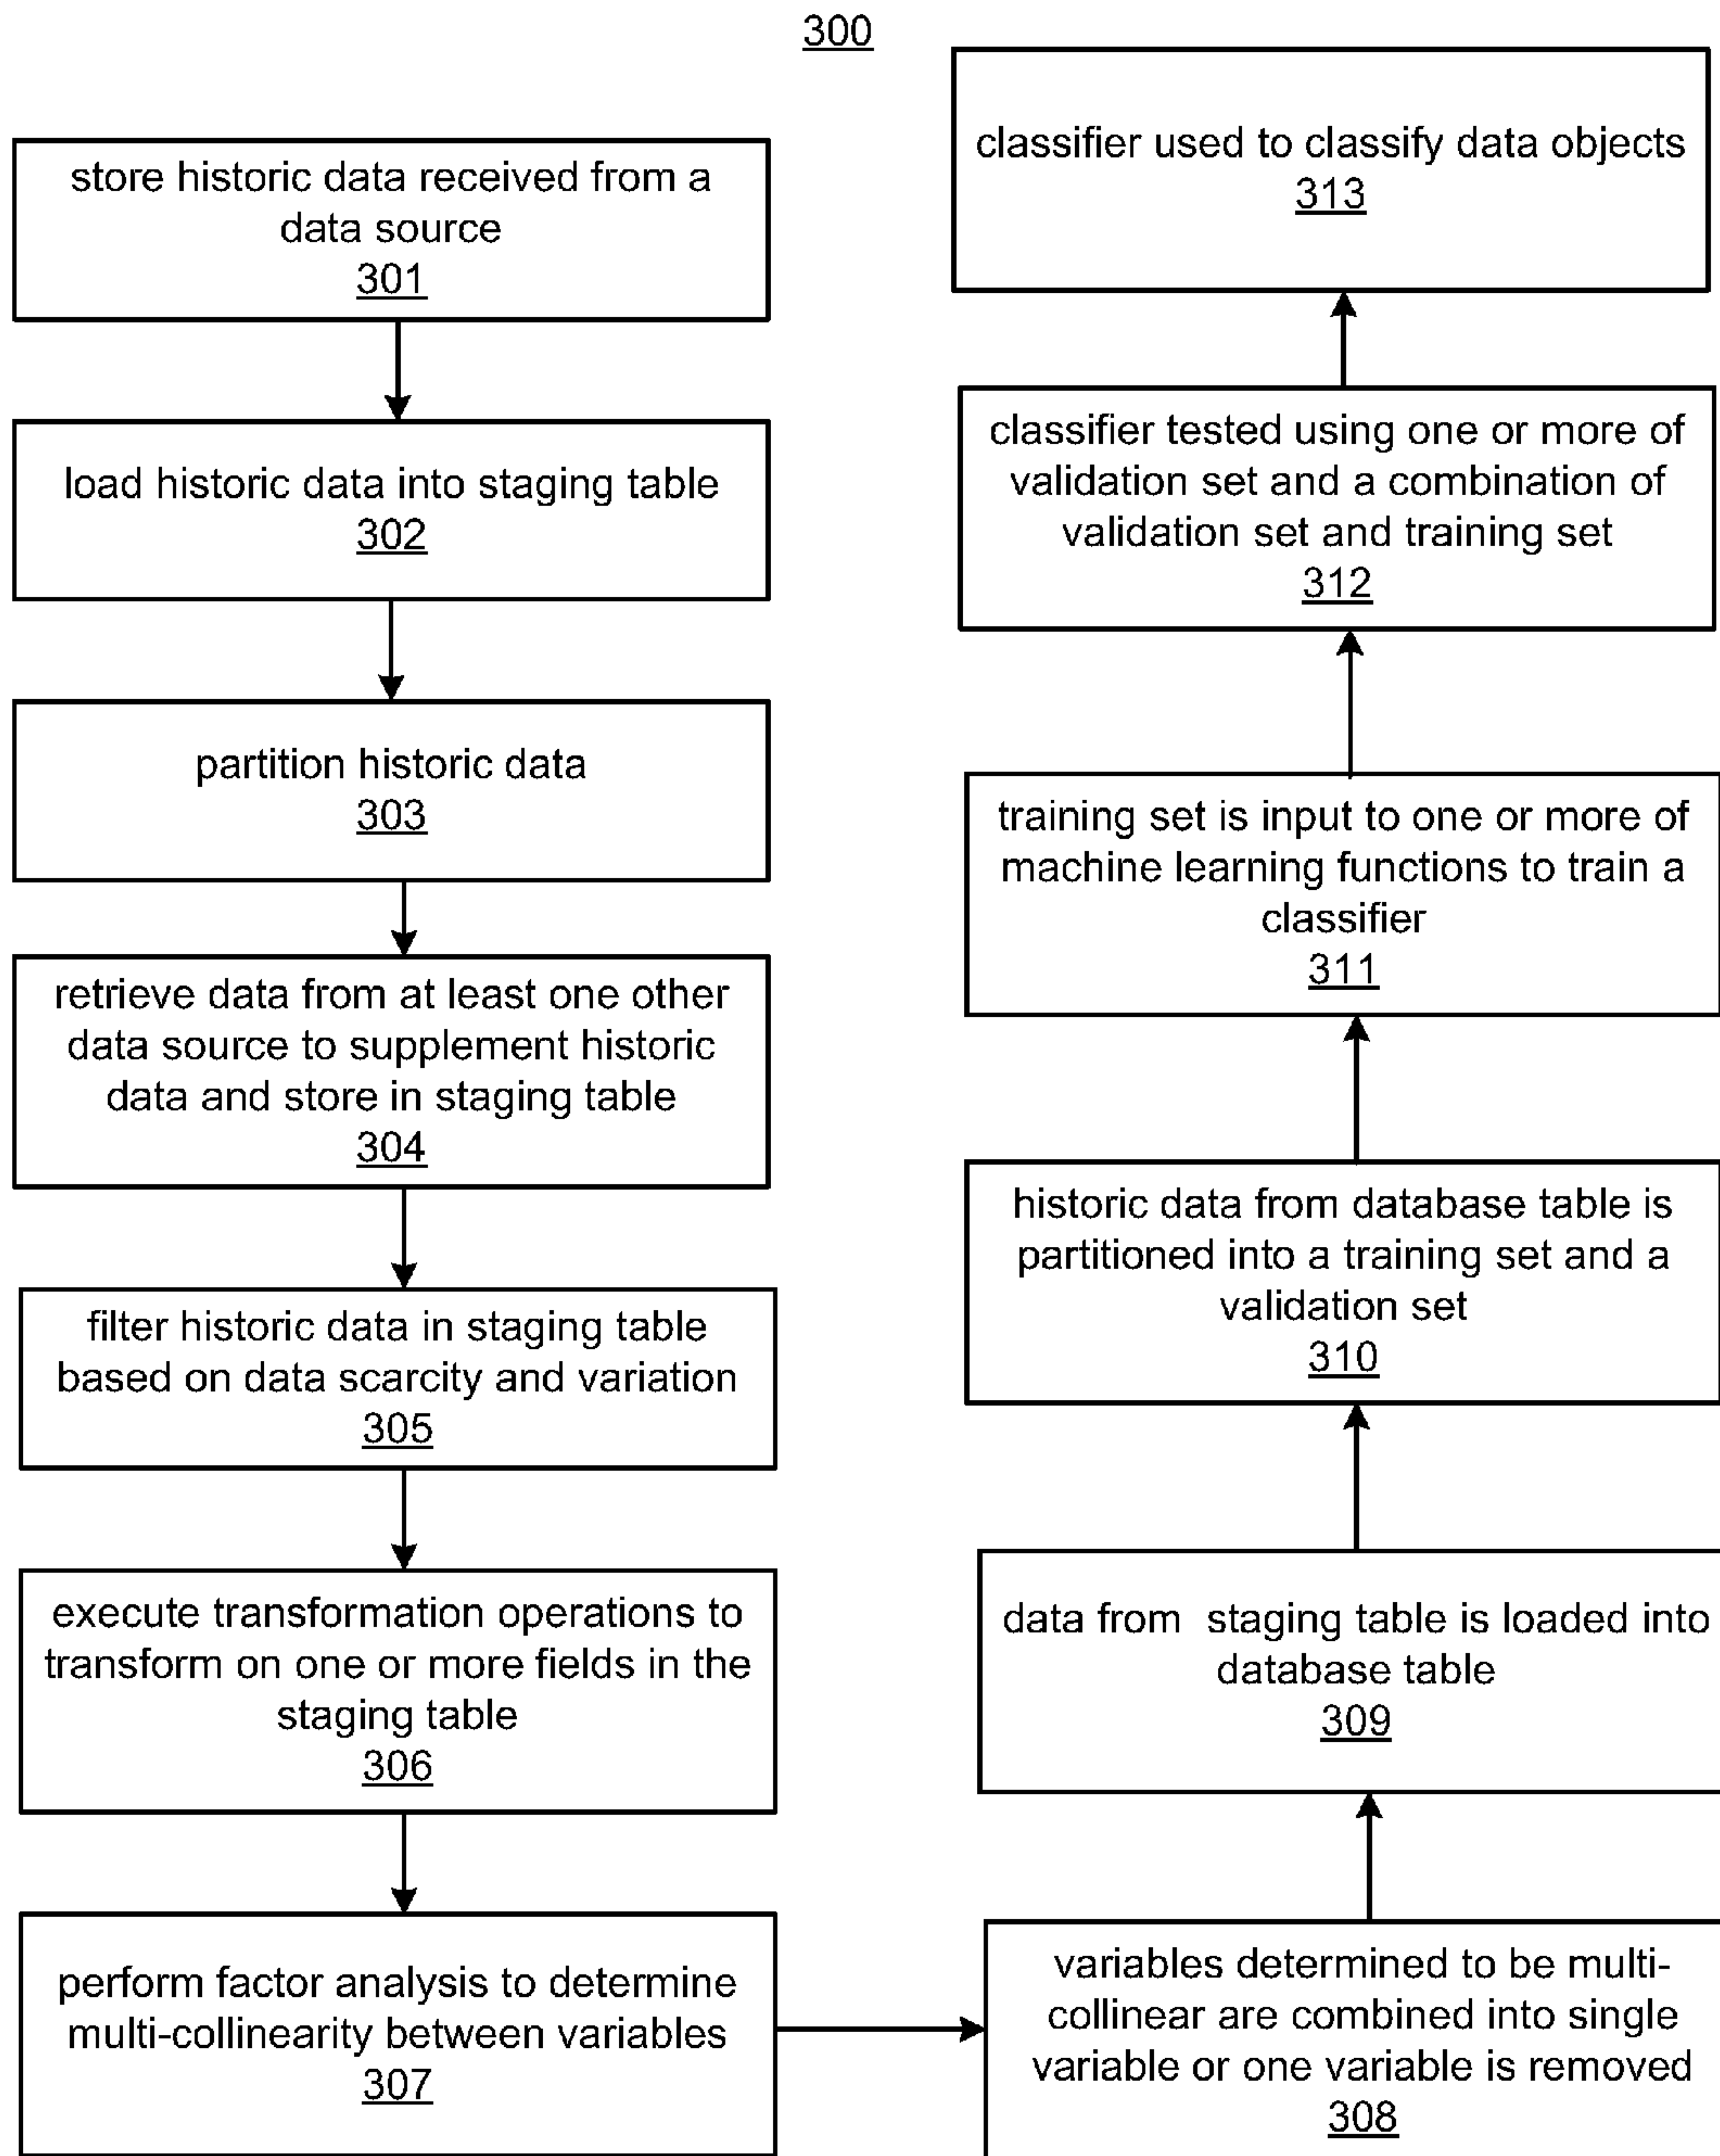 300
store historic data received from a
data source
301
load historic data into staging table
302
partition historic data
303
retrieve data from at least one other
data source to supplement historic
data and store in staging table
304
filter historic data in staging table
based on data scarcity and variation
305
execute transformation operations to
transform on one or more fields in the
staging table
306
perform factor analysis to determine
multi-collinearity between variables
307
variables determined to be multi-
collinear are combined into single
variable or one variable is removed
308
data from staging table is loaded into
database table
309
historic data from database table is
partitioned into a training set and a
validation set
310
training set is input to one or more of
machine learning functions to train a
classifier
311
classifier tested using one or more of
validation set and a combination of
validation set and training set
312
classifier used to classify data objects
313